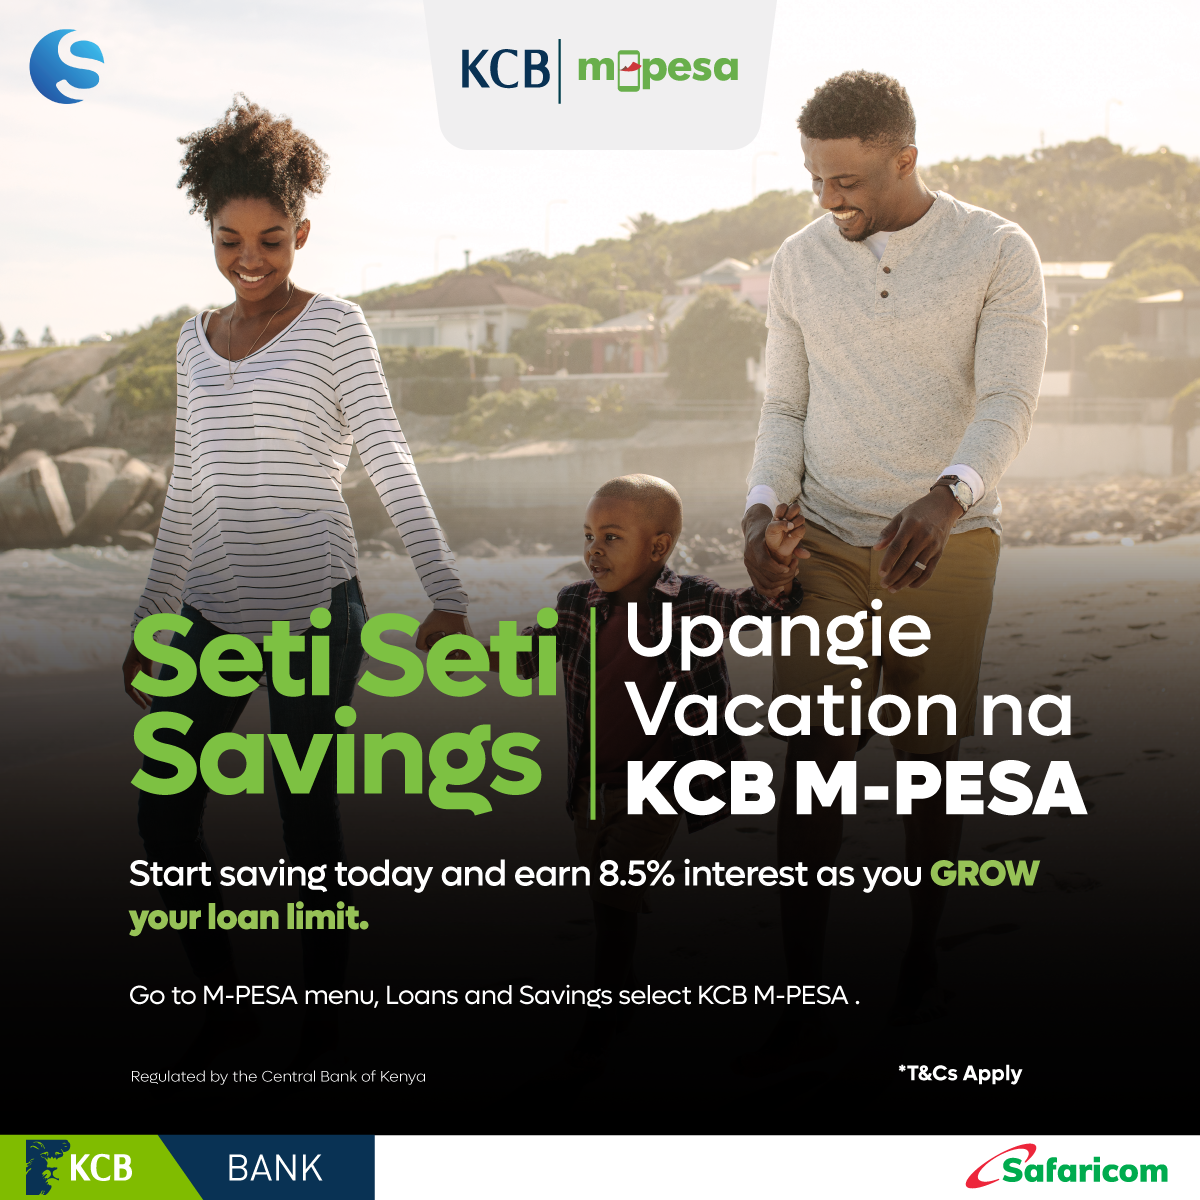 S
KCB m-pesa
Seti Seti
Savings
Upangie
Vacation na
KCB M-PESA
Start saving today and earn 8.5% interest as you GROW
your loan limit.
Go to M-PESA menu, Loans and Savings select KCB M-PESA .
Regulated by the Central Bank of Kenya
*T&Cs Apply
KCB BANK
Safaricom